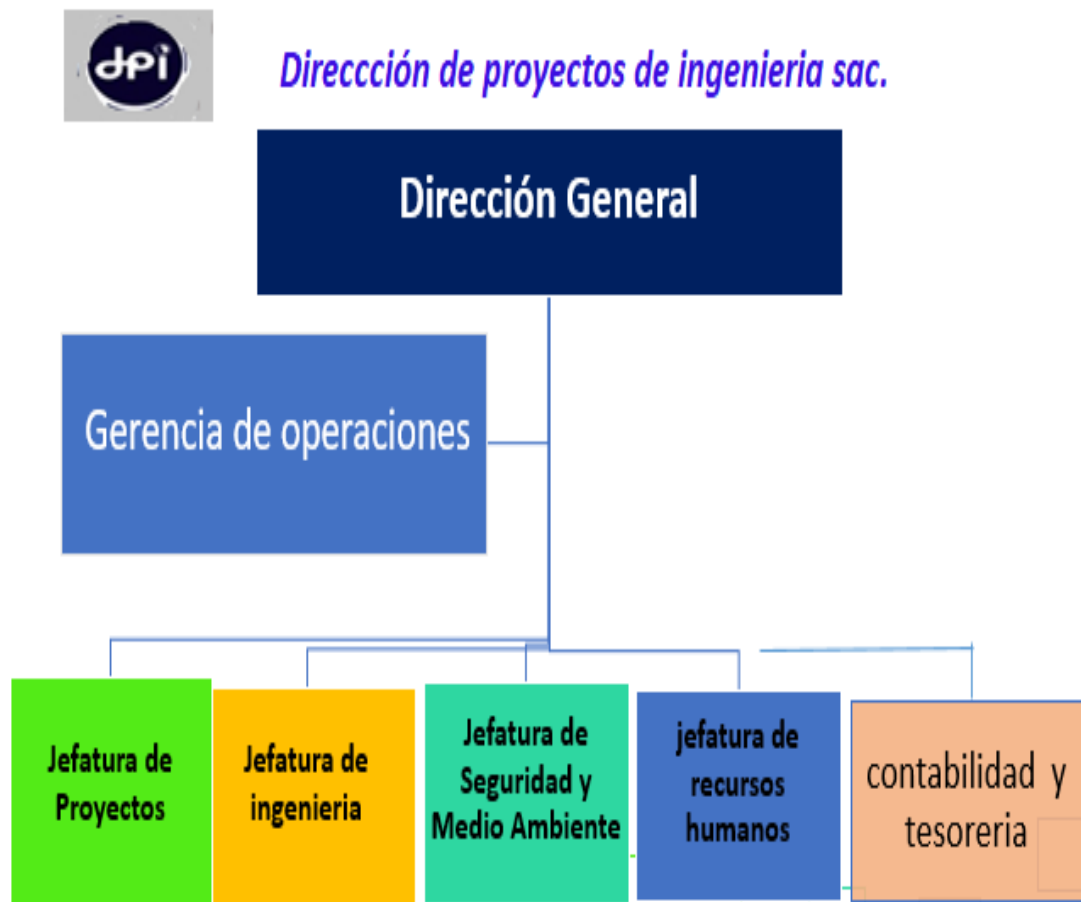 dpi
Direccción de proyectos de ingenieria sac.
Dirección General
Gerencia de operaciones
Jefatura de
Proyectos
Jefatura de
ingenieria
Jefatura de
Seguridad y
Medio Ambiente
jefatura de
recursos
humanos
contabilidad y
tesoreria